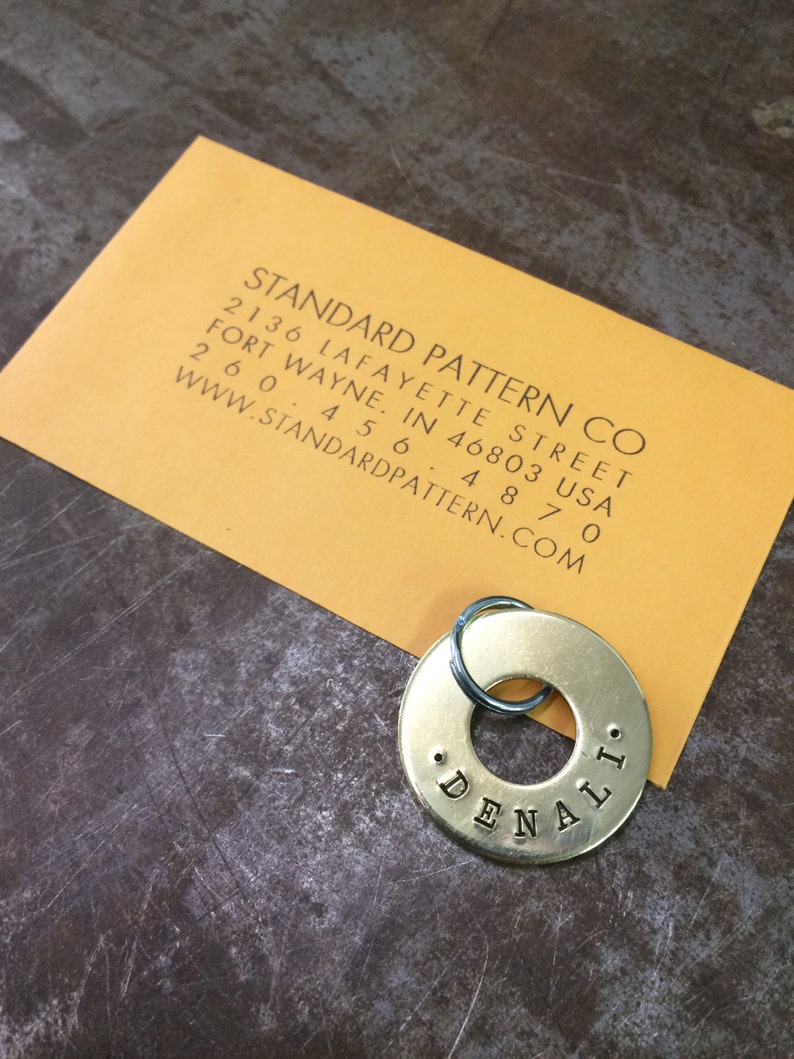 STANDARD PATTERN CO
2136 LAFAYETTE STREET
FORT WAYNE, IN 46803 USA
260.456.4870
WWW.STANDARDPATTERN.COM
•DENALI•